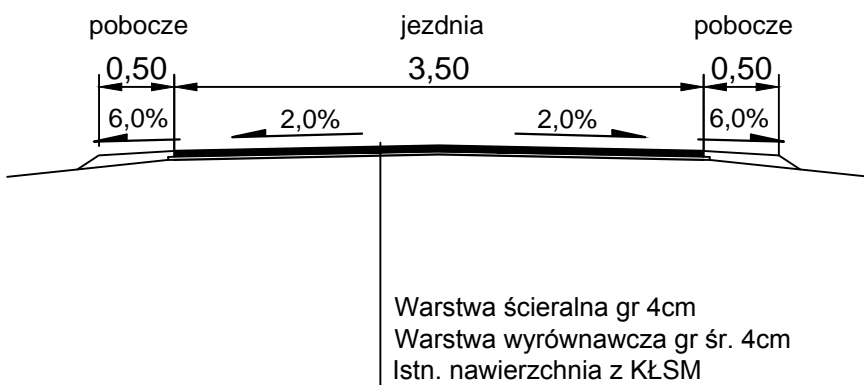 pobocze jezdnia pobocze
0,50 3,50 0,50
6,0% 2,0% 2,0% 6,0%
Warstwa ścieralna gr 4cm
Warstwa wyrównawcza gr śr. 4cm
Istn. nawierzchnia z KŁSM